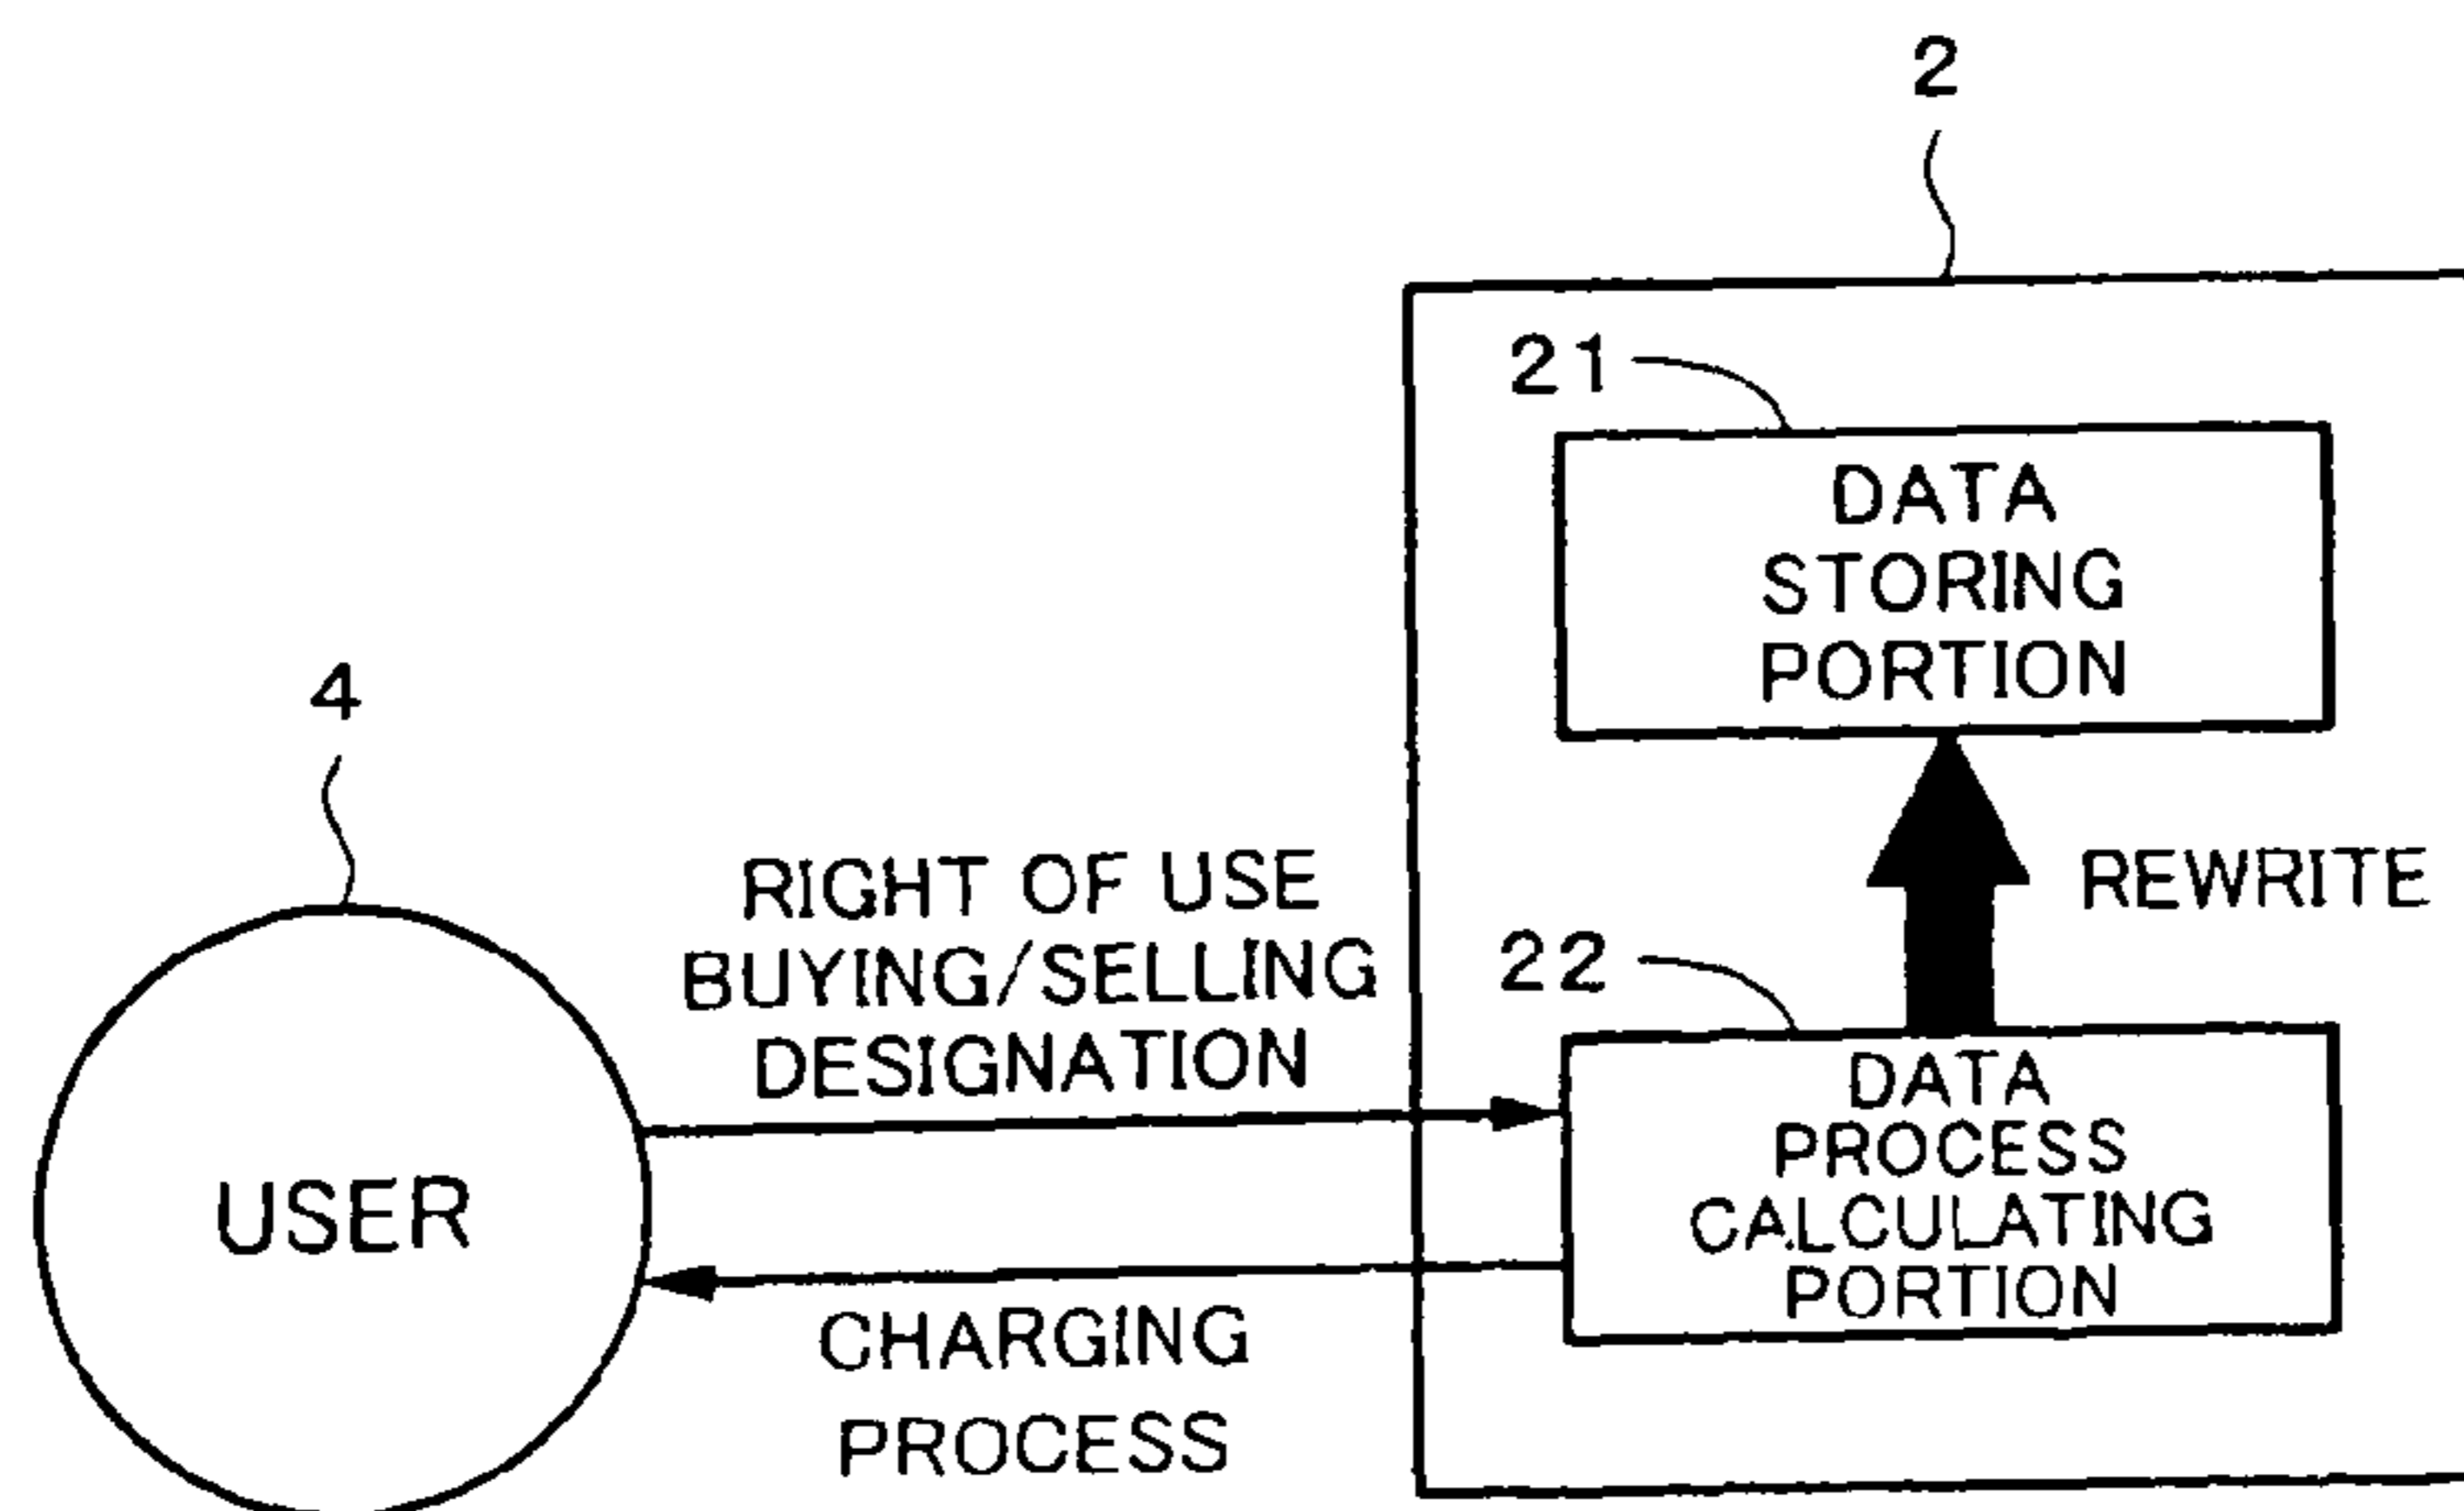 2
21
DATA
STORING
PORTION
4
REWRITE
RIGHT OF USE
BUYING/SELLING
DESIGNATION
22
DATA
PROCESS
CALCULATING
PORTION
USER
CHARGING
PROCESS